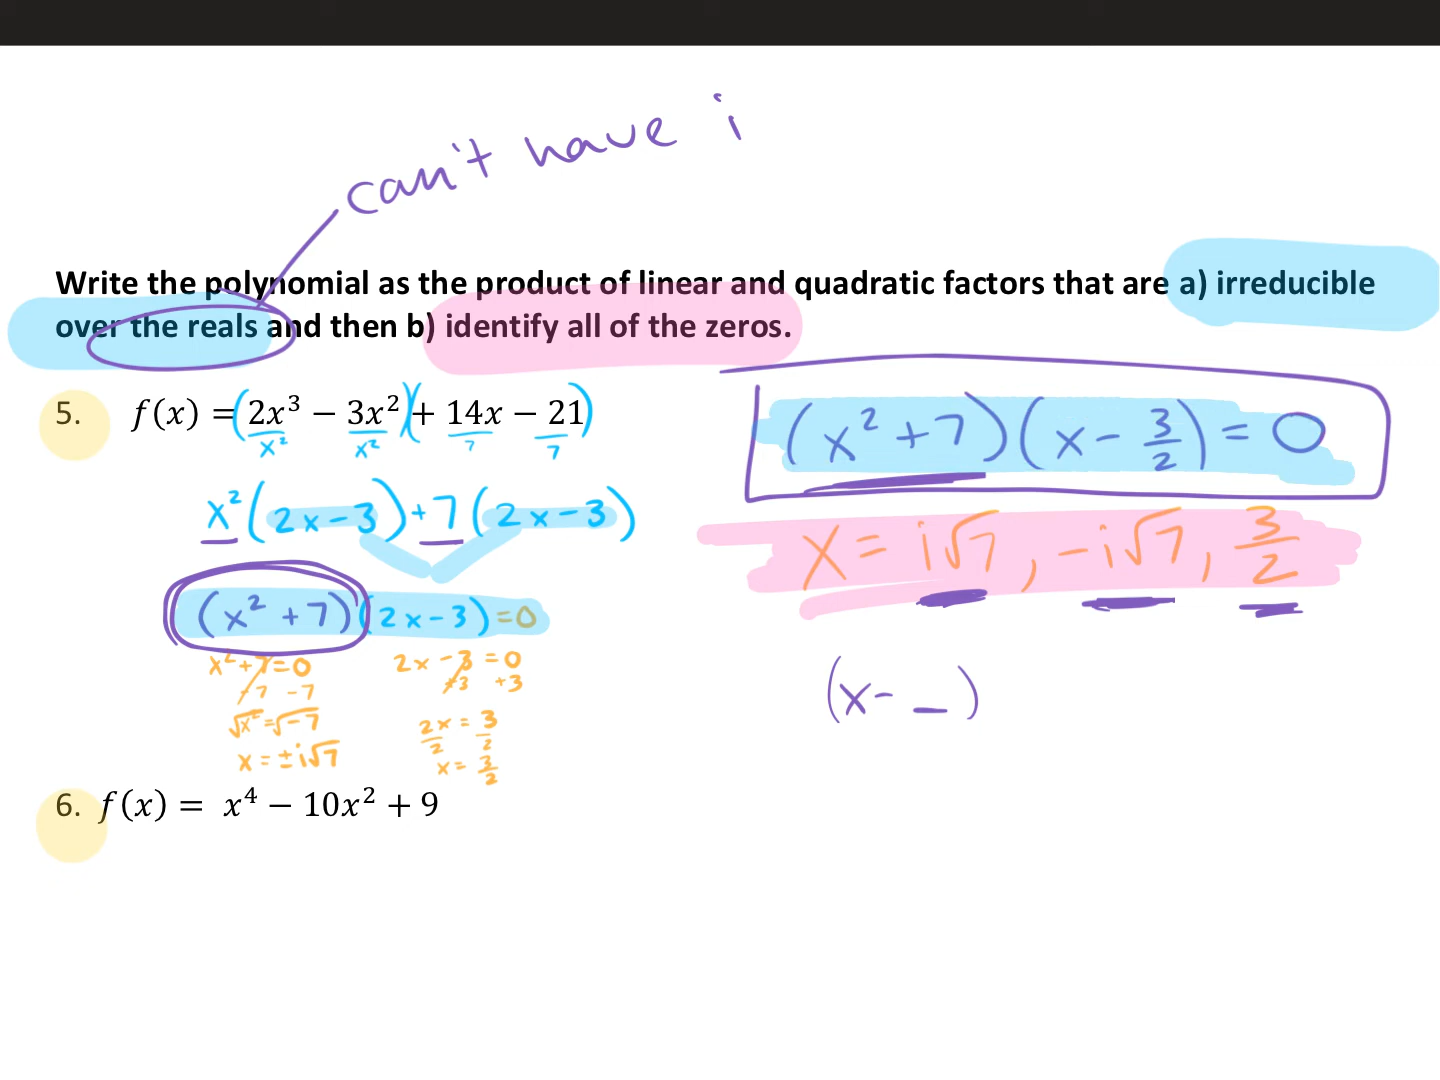 can't have i
Write the polynomial as the product of linear and quadratic factors that are a) irreducible
over the reals and then b) identify all of the zeros.
5. f(x) = (2x³ − 3x²)(+ 14x − 21)
x² x² 7 7
x²(2x−3)+7(2x−3)
(x²+7)(2x−3)=0
x²+7=0 2x−3=0
−7 −7 +3 +3
√x²=√−7 2x/2 = 3/2
x=±i√7 x=3/2
(x²+7)(x−3/2)=0
x=i√7, −i√7, 3/2
(x−_)
6. f(x) = x⁴ − 10x² + 9